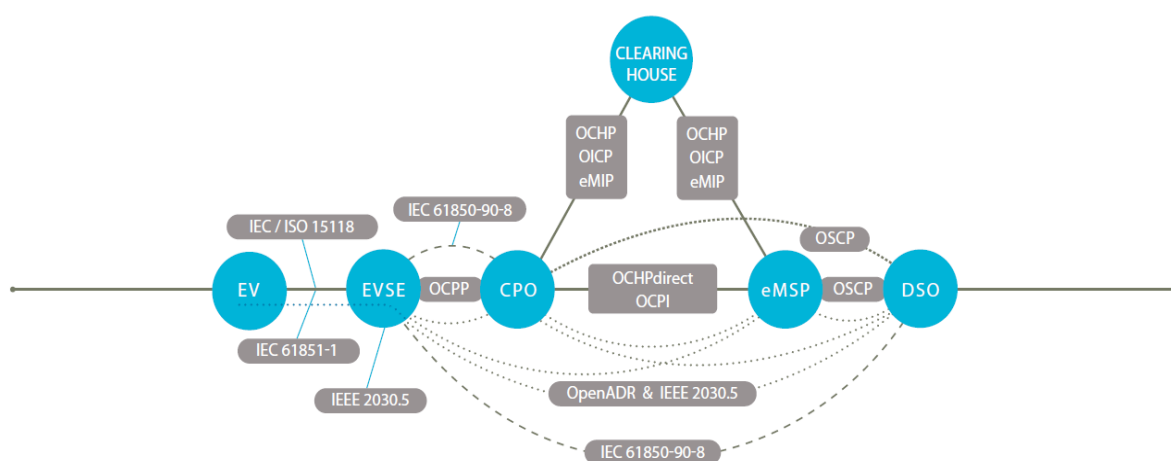 CLEARING
HOUSE
OCHP
OICP
eMIP
OCHP
OICP
eMIP
IEC 61850-90-8
IEC / ISO 15118
OSCP
EV
EVSE
OCPP
CPO
OCHPdirect
OCPI
eMSP
OSCP
DSO
IEC 61851-1
IEEE 2030.5
OpenADR & IEEE 2030.5
IEC 61850-90-8